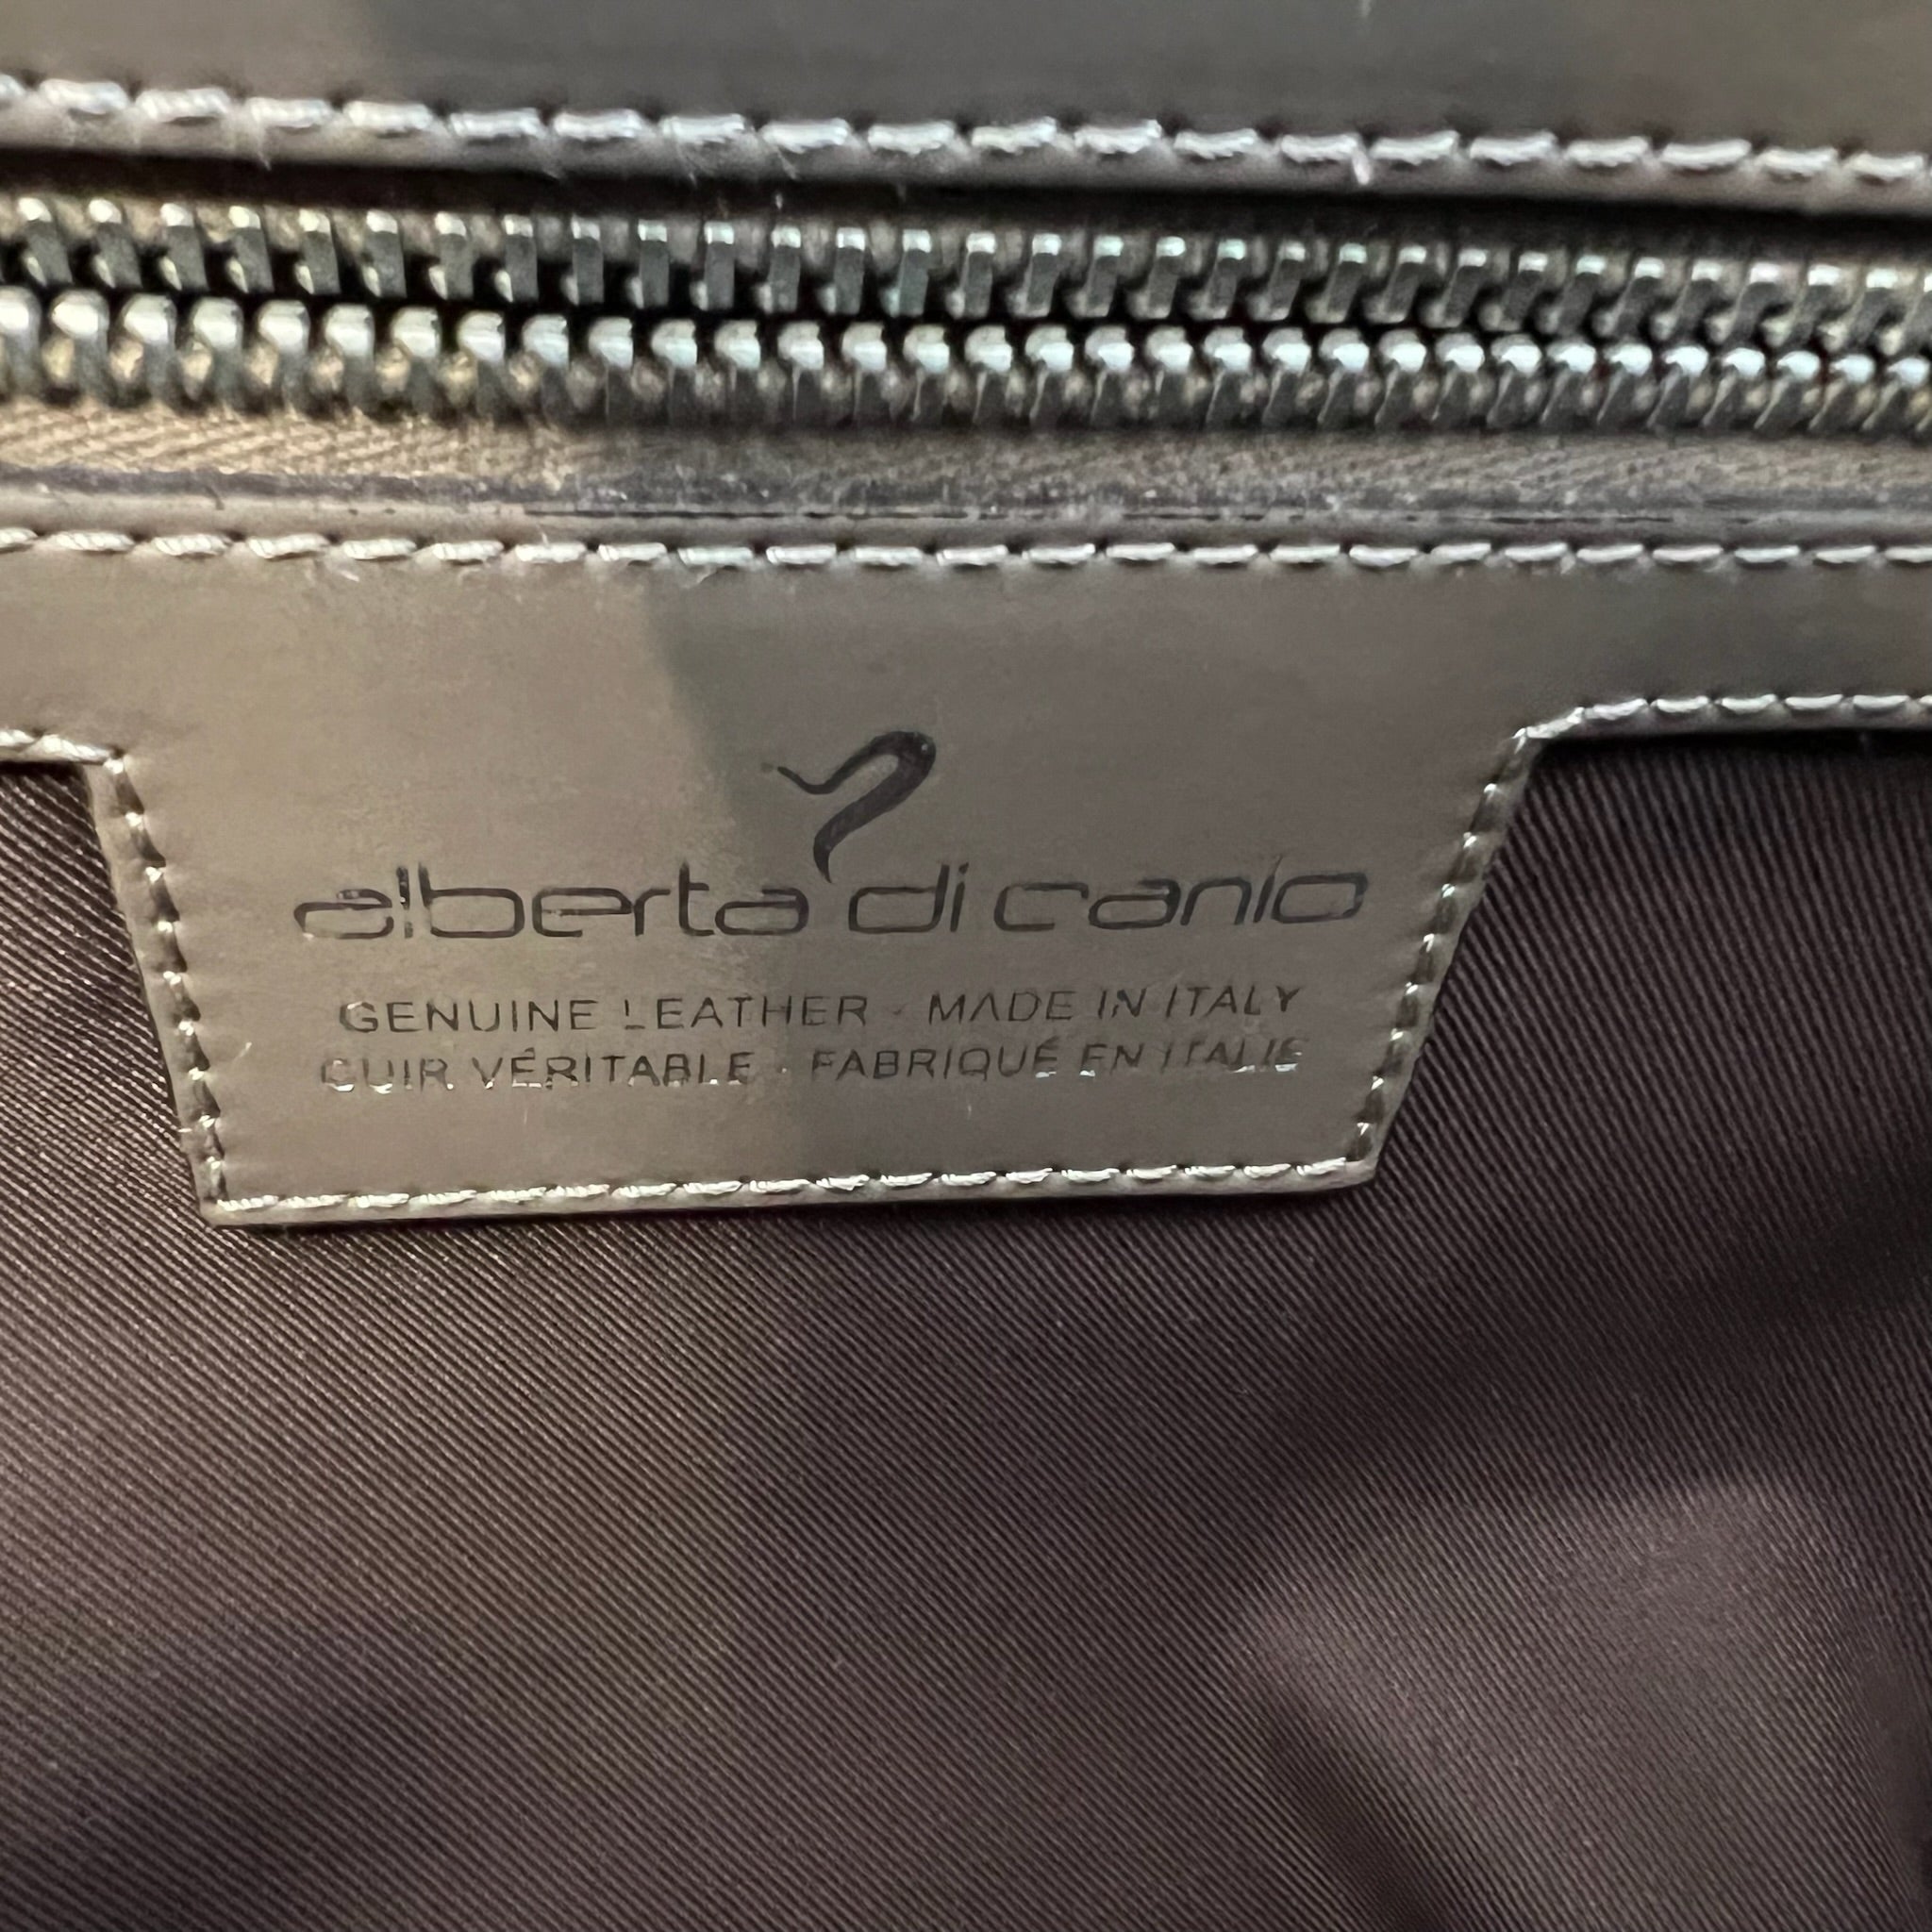 alberta di canio
GENUINE LEATHER - MADE IN ITALY
CUIR VÉRITABLE - FABRIQUÉ EN ITALIE